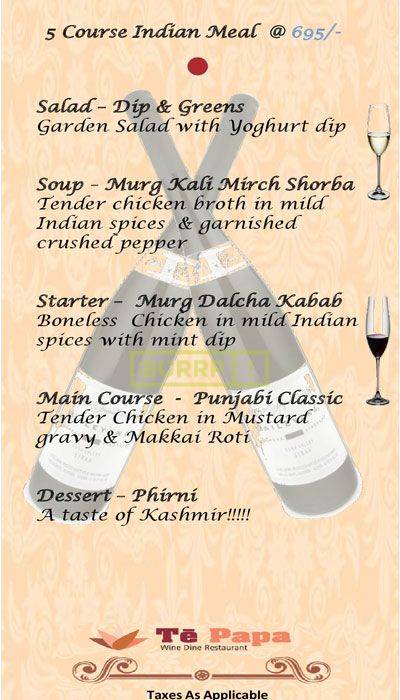 5 Course Indian Meal @ 695/-
Salad – Dip & Greens
Garden Salad with Yoghurt dip
Soup – Murg Kali Mirch Shorba
Tender chicken broth in mild
Indian spices & garnished
crushed pepper
Starter – Murg Dalcha Kabab
Boneless Chicken in mild Indian
spices with mint dip
BURRP
Main Course - Punjabi Classic
Tender Chicken in Mustard
gravy & Makkai Roti
Dessert – Phirni
A taste of Kashmir!!!!!
Tē Papa
Wine Dine Restaurant
Taxes As Applicable